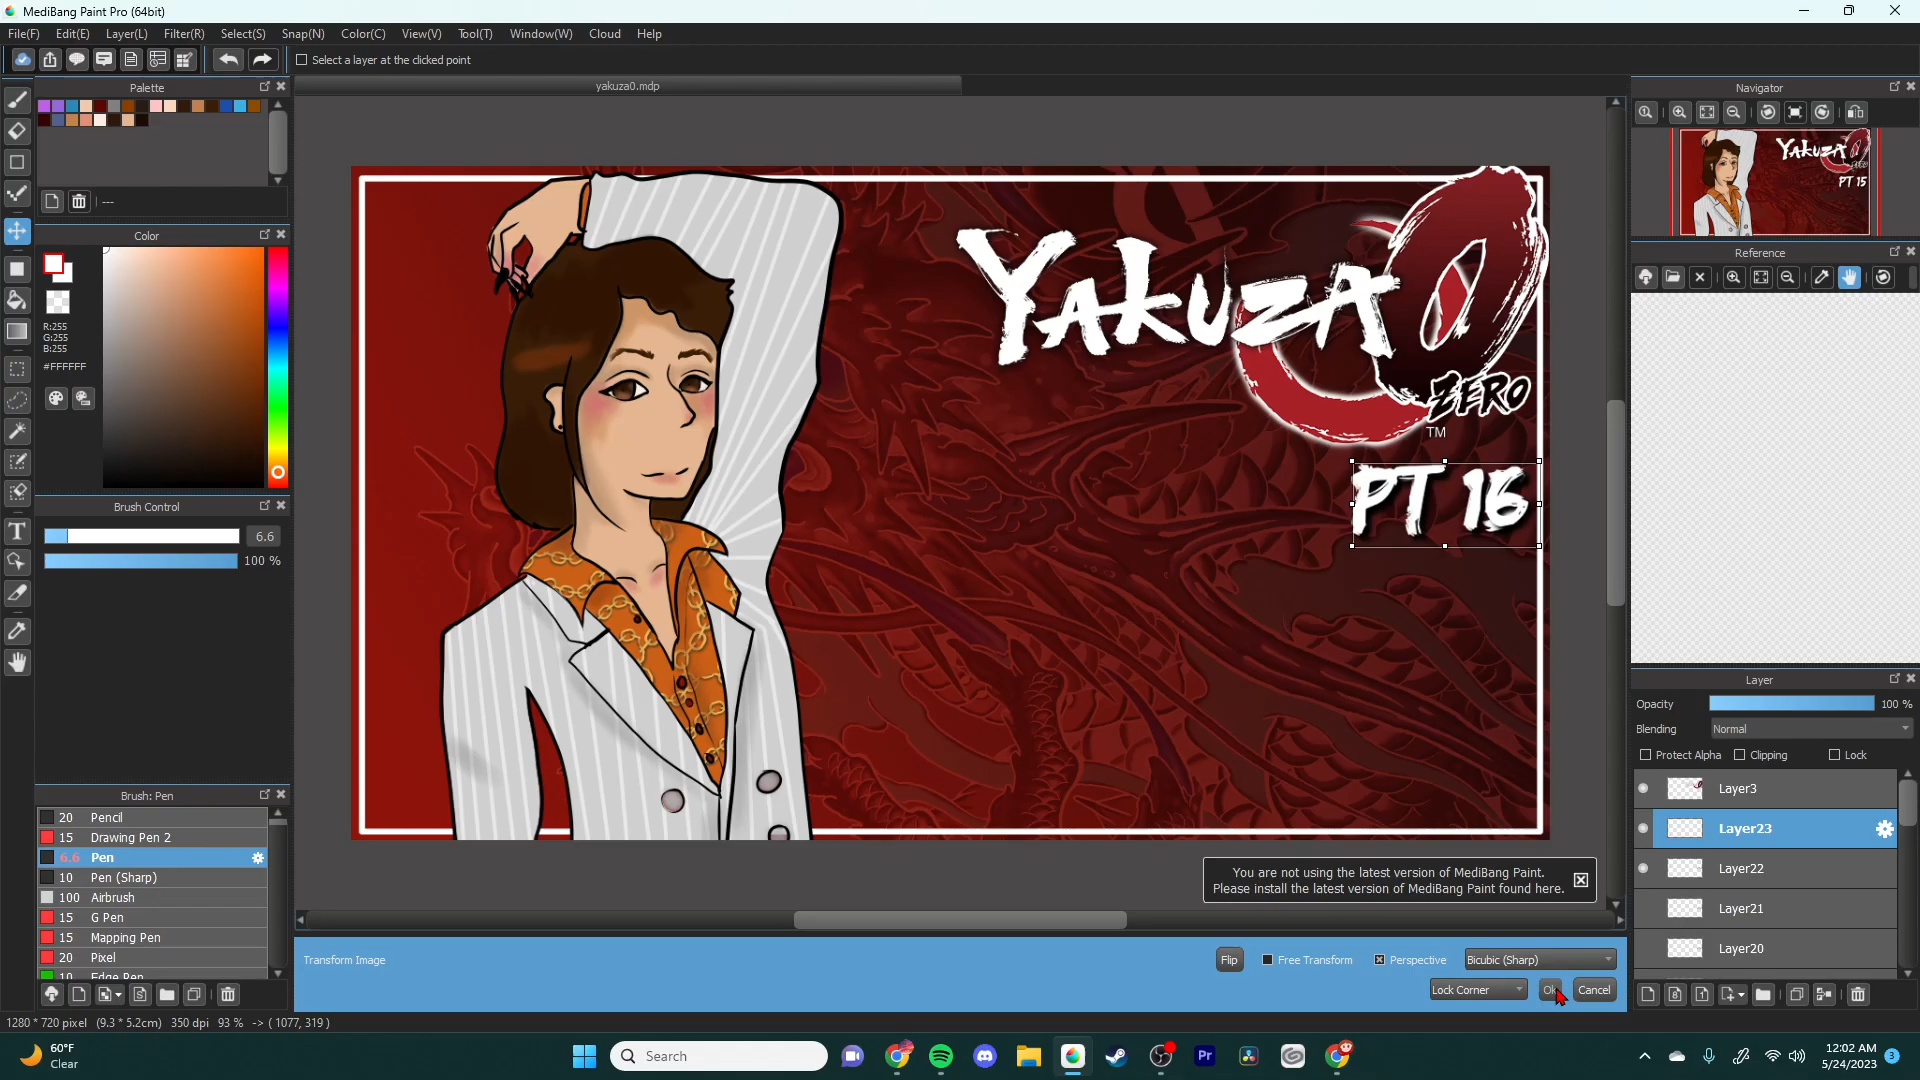 MediBang Paint Pro (64bit)
File(F) Edit(E) Layer(L) Filter(R) Select(S) Snap(N) Color(C) View(V) Tool(T) Window(W) Cloud Help
Select a layer at the clicked point
Palette
yakuza0.mdp
Navigator
---
Color
R:255
G:255
B:255
#FFFFFF
Brush Control
6.6
100 %
Brush: Pen
20 Pencil
15 Drawing Pen 2
6.6 Pen
10 Pen (Sharp)
100 Airbrush
15 G Pen
15 Mapping Pen
20 Pixel
10 Edge Pen
YAKUZA 0
ZERO
TM
PT 16
YAKUZA 0
ZERO
PT 15
Reference
Layer
Opacity 100 %
Blending Normal
Protect Alpha Clipping Lock
Layer3
Layer23
Layer22
Layer21
Layer20
You are not using the latest version of MediBang Paint.
Please install the latest version of MediBang Paint found here.
Transform Image
Flip Free Transform Perspective Bicubic (Sharp)
Lock Corner OK Cancel
1280 * 720 pixel (9.3 * 5.2cm) 350 dpi 93 % -> ( 1077, 319 )
60°F
Clear
Search
Pr
12:02 AM
5/24/2023
3